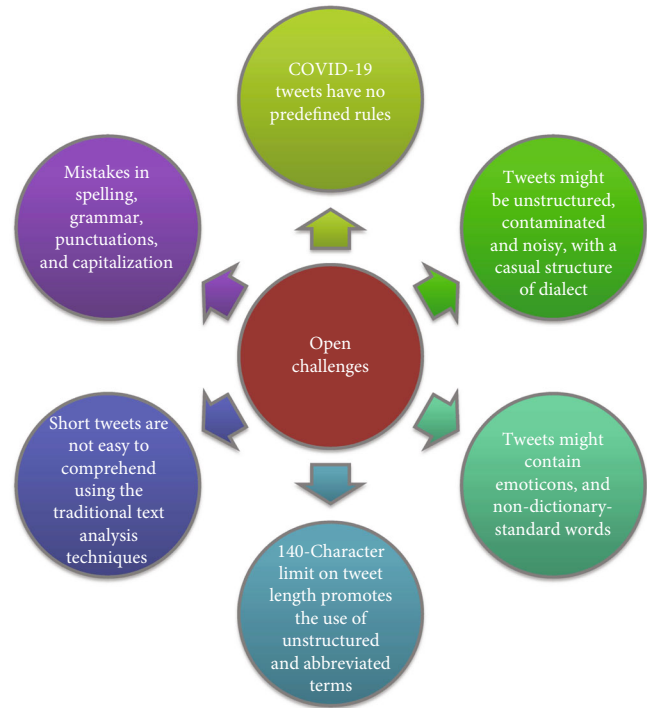 COVID-19
tweets have no
predefined rules
Tweets might
be unstructured,
contaminated
and noisy, with a
casual structure
of dialect
Tweets might
contain
emoticons, and
non-dictionary-
standard words
140-Character
limit on tweet
length promotes
the use of
unstructured
and abbreviated
terms
Short tweets are
not easy to
comprehend
using the
traditional text
analysis
techniques
Mistakes in
spelling,
grammar,
punctuations,
and capitalization
Open
challenges